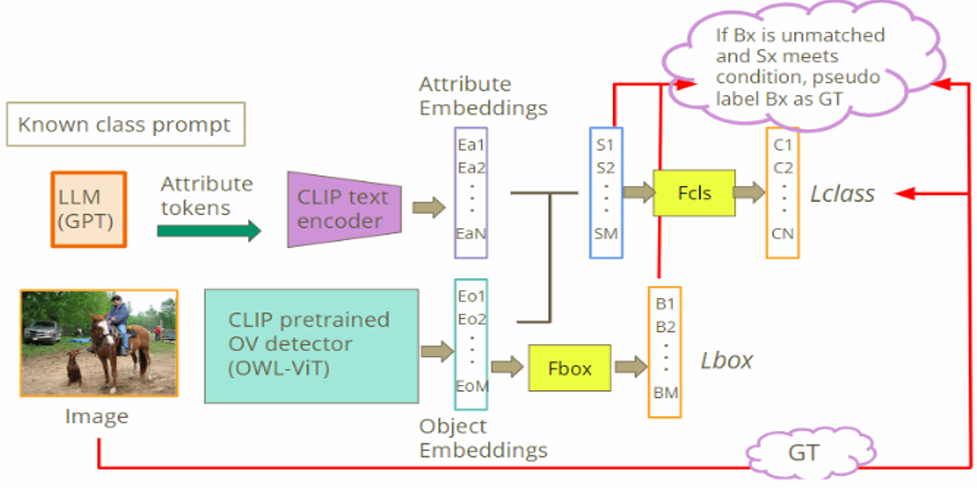 If Bx is unmatched
and Sx meets
condition, pseudo
label Bx as GT
Attribute
Embeddings
Known class prompt
LLM
(GPT)
Attribute
tokens
CLIP text
encoder
Ea1
Ea2
EaN
S1
S2
SM
Fcls
C1
C2
CN
Lclass
CLIP pretrained
OV detector
(OWL-ViT)
Eo1
Eo2
EoM
Fbox
B1
B2
BM
Lbox
Image
Object
Embeddings
GT